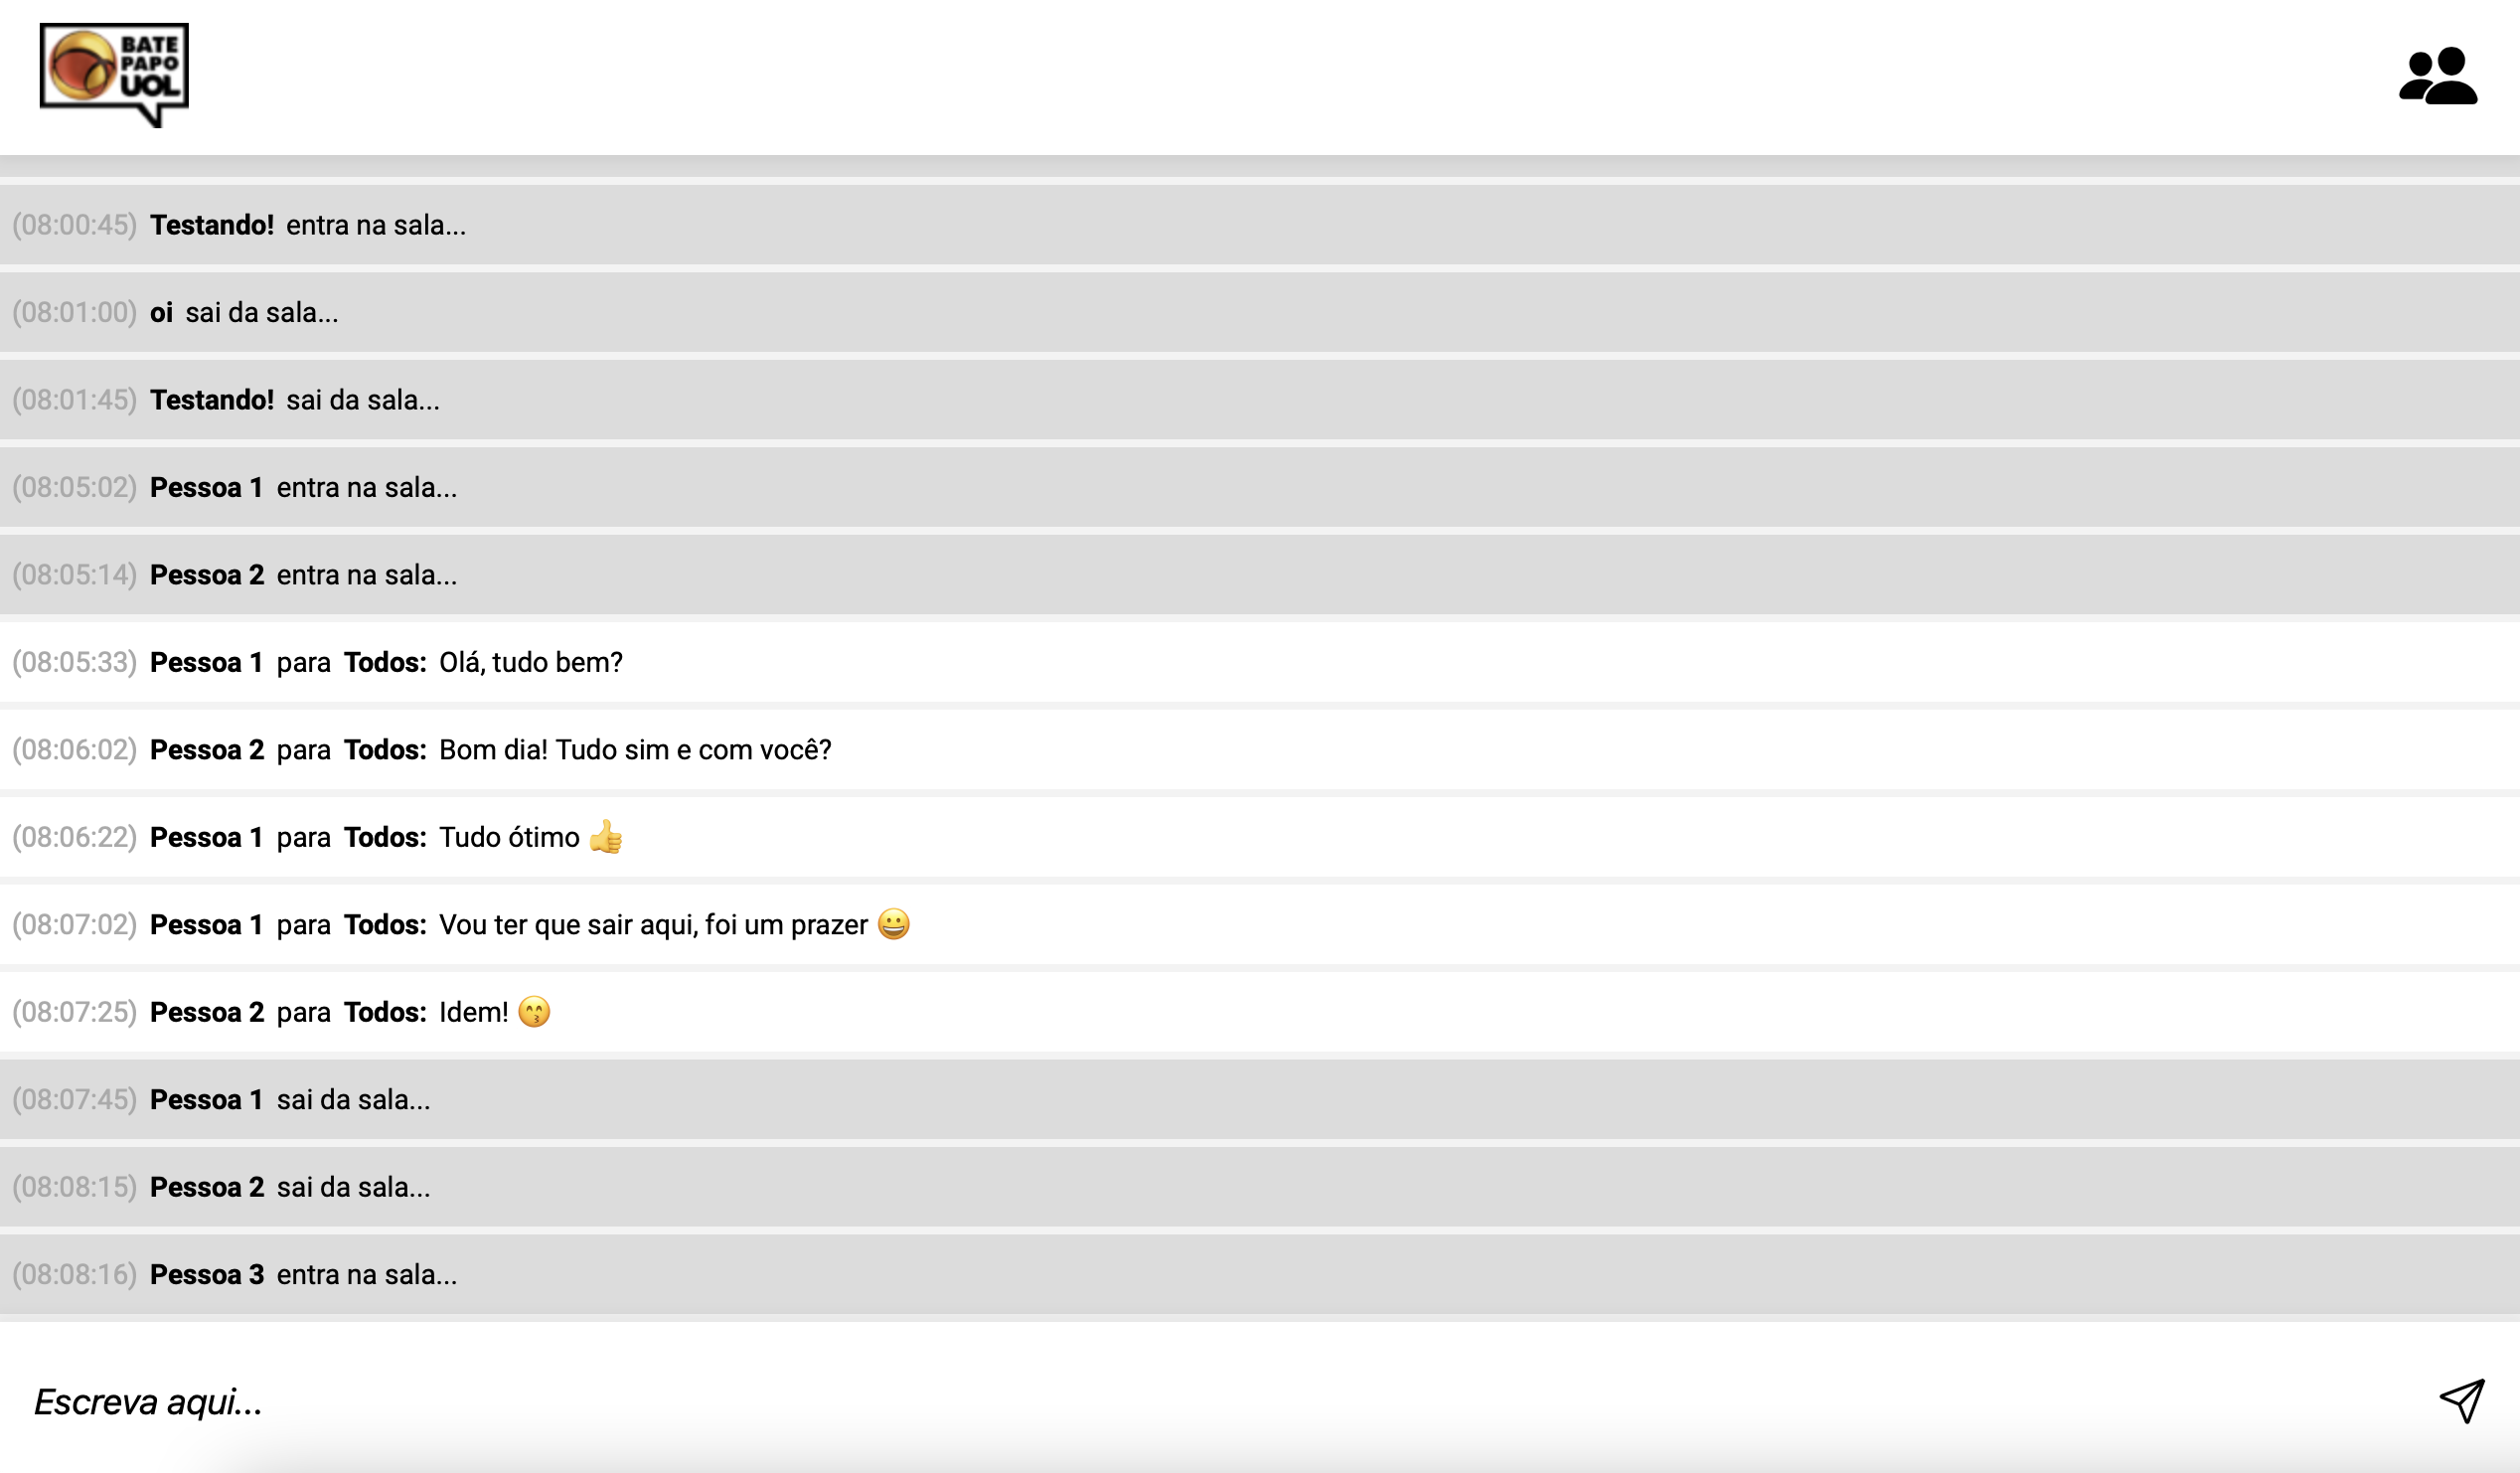 BATE
PAPO
UOL
(08:00:45) Testando! entra na sala...
(08:01:00) oi sai da sala...
(08:01:45) Testando! sai da sala...
(08:05:02) Pessoa 1 entra na sala...
(08:05:14) Pessoa 2 entra na sala...
(08:05:33) Pessoa 1 para Todos: Olá, tudo bem?
(08:06:02) Pessoa 2 para Todos: Bom dia! Tudo sim e com você?
(08:06:22) Pessoa 1 para Todos: Tudo ótimo 👍
(08:07:02) Pessoa 1 para Todos: Vou ter que sair aqui, foi um prazer 😀
(08:07:25) Pessoa 2 para Todos: Idem! 😙
(08:07:45) Pessoa 1 sai da sala...
(08:08:15) Pessoa 2 sai da sala...
(08:08:16) Pessoa 3 entra na sala...
Escreva aqui...